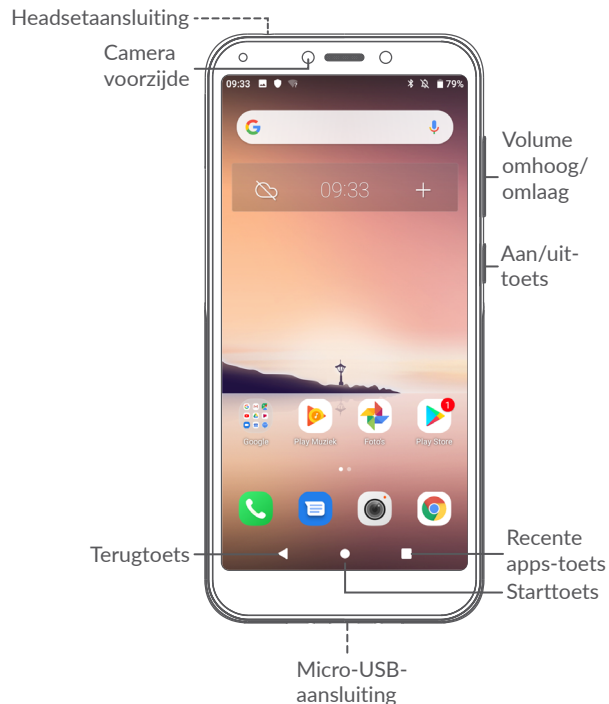 Headsetaansluiting
Camera
voorzijde
09:33
79%
09:33
Volume
omhoog/
omlaag
Aan/uit-
toets
1
Google
Play Muziek
Foto's
Play Store
Terugtoets
Recente
apps-toets
Starttoets
Micro-USB-
aansluiting